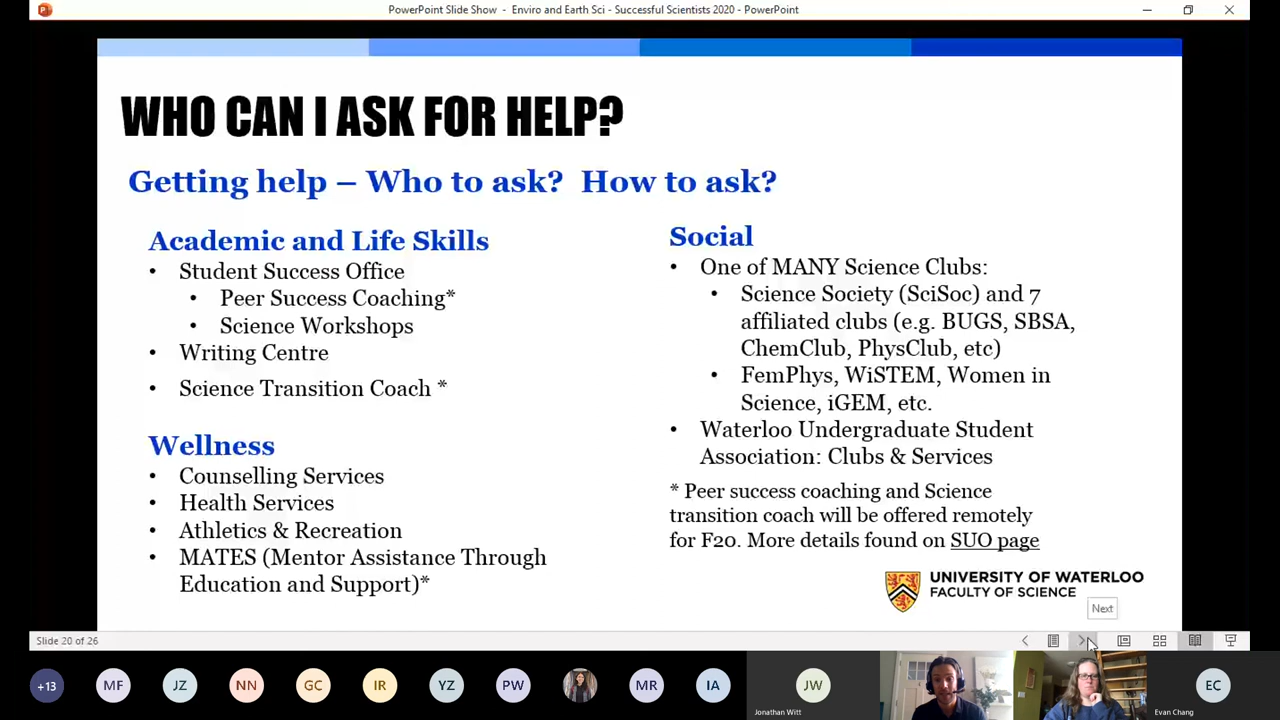 PowerPoint Slide Show - Enviro and Earth Sci - Successful Scientists 2020 - PowerPoint
WHO CAN I ASK FOR HELP?
Getting help – Who to ask? How to ask?
Academic and Life Skills
• Student Success Office
• Peer Success Coaching*
• Science Workshops
• Writing Centre
• Science Transition Coach *
Wellness
• Counselling Services
• Health Services
• Athletics & Recreation
• MATES (Mentor Assistance Through
Education and Support)*
Social
• One of MANY Science Clubs:
• Science Society (SciSoc) and 7
affiliated clubs (e.g. BUGS, SBSA,
ChemClub, PhysClub, etc)
• FemPhys, WiSTEM, Women in
Science, iGEM, etc.
• Waterloo Undergraduate Student
Association: Clubs & Services
* Peer success coaching and Science
transition coach will be offered remotely
for F20. More details found on SUO page
UNIVERSITY OF WATERLOO
FACULTY OF SCIENCE
Next
Slide 20 of 26
+13 MF JZ NN GC IR YZ PW MR IA JW EC
Jonathan Witt
Evan Chang